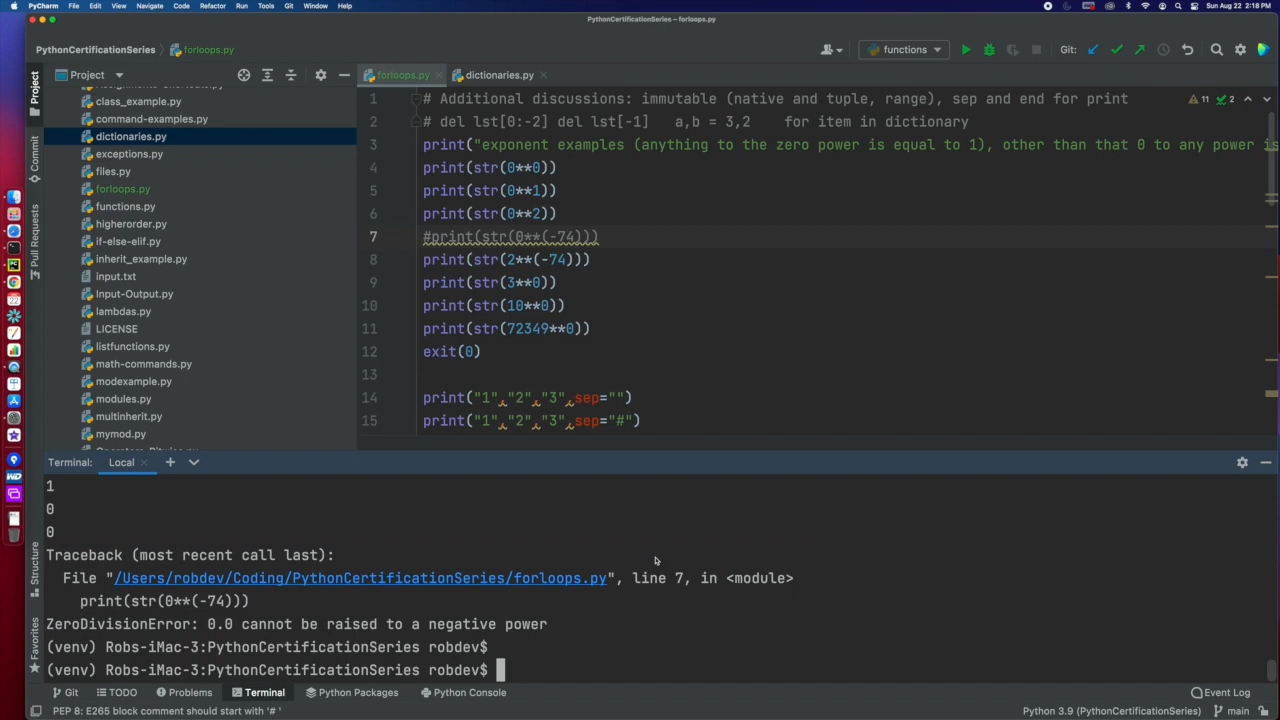 PyCharm File Edit View Navigate Code Refactor Run Tools Git Window Help Sun Aug 22 2:18 PM
PythonCertificationSeries – forloops.py
PythonCertificationSeries forloops.py functions Git:
Project forloops.py dictionaries.py
class_example.py
command-examples.py
dictionaries.py
exceptions.py
files.py
forloops.py
functions.py
higherorder.py
if-else-elif.py
inherit_example.py
input.txt
Input-Output.py
lambdas.py
LICENSE
listfunctions.py
math-commands.py
modexample.py
modules.py
multinherit.py
mymod.py
Project
Commit
Pull Requests
Structure
Favorites
1 # Additional discussions: immutable (native and tuple, range), sep and end for print
2 # del lst[0:-2] del lst[-1] a,b = 3,2 for item in dictionary
3 print("exponent examples (anything to the zero power is equal to 1), other than that 0 to any power is
4 print(str(0**0))
5 print(str(0**1))
6 print(str(0**2))
7 #print(str(0**(-74)))
8 print(str(2**(-74)))
9 print(str(3**0))
10 print(str(10**0))
11 print(str(72349**0))
12 exit(0)
13
14 print("1","2","3",sep="")
15 print("1","2","3",sep="#")
11 2
Terminal: Local
1
0
0
Traceback (most recent call last):
File "/Users/robdev/Coding/PythonCertificationSeries/forloops.py", line 7, in <module>
print(str(0**(-74)))
ZeroDivisionError: 0.0 cannot be raised to a negative power
(venv) Robs-iMac-3:PythonCertificationSeries robdev$
(venv) Robs-iMac-3:PythonCertificationSeries robdev$
Git TODO Problems Terminal Python Packages Python Console Event Log
PEP 8: E265 block comment should start with '# ' Python 3.9 (PythonCertificationSeries) main